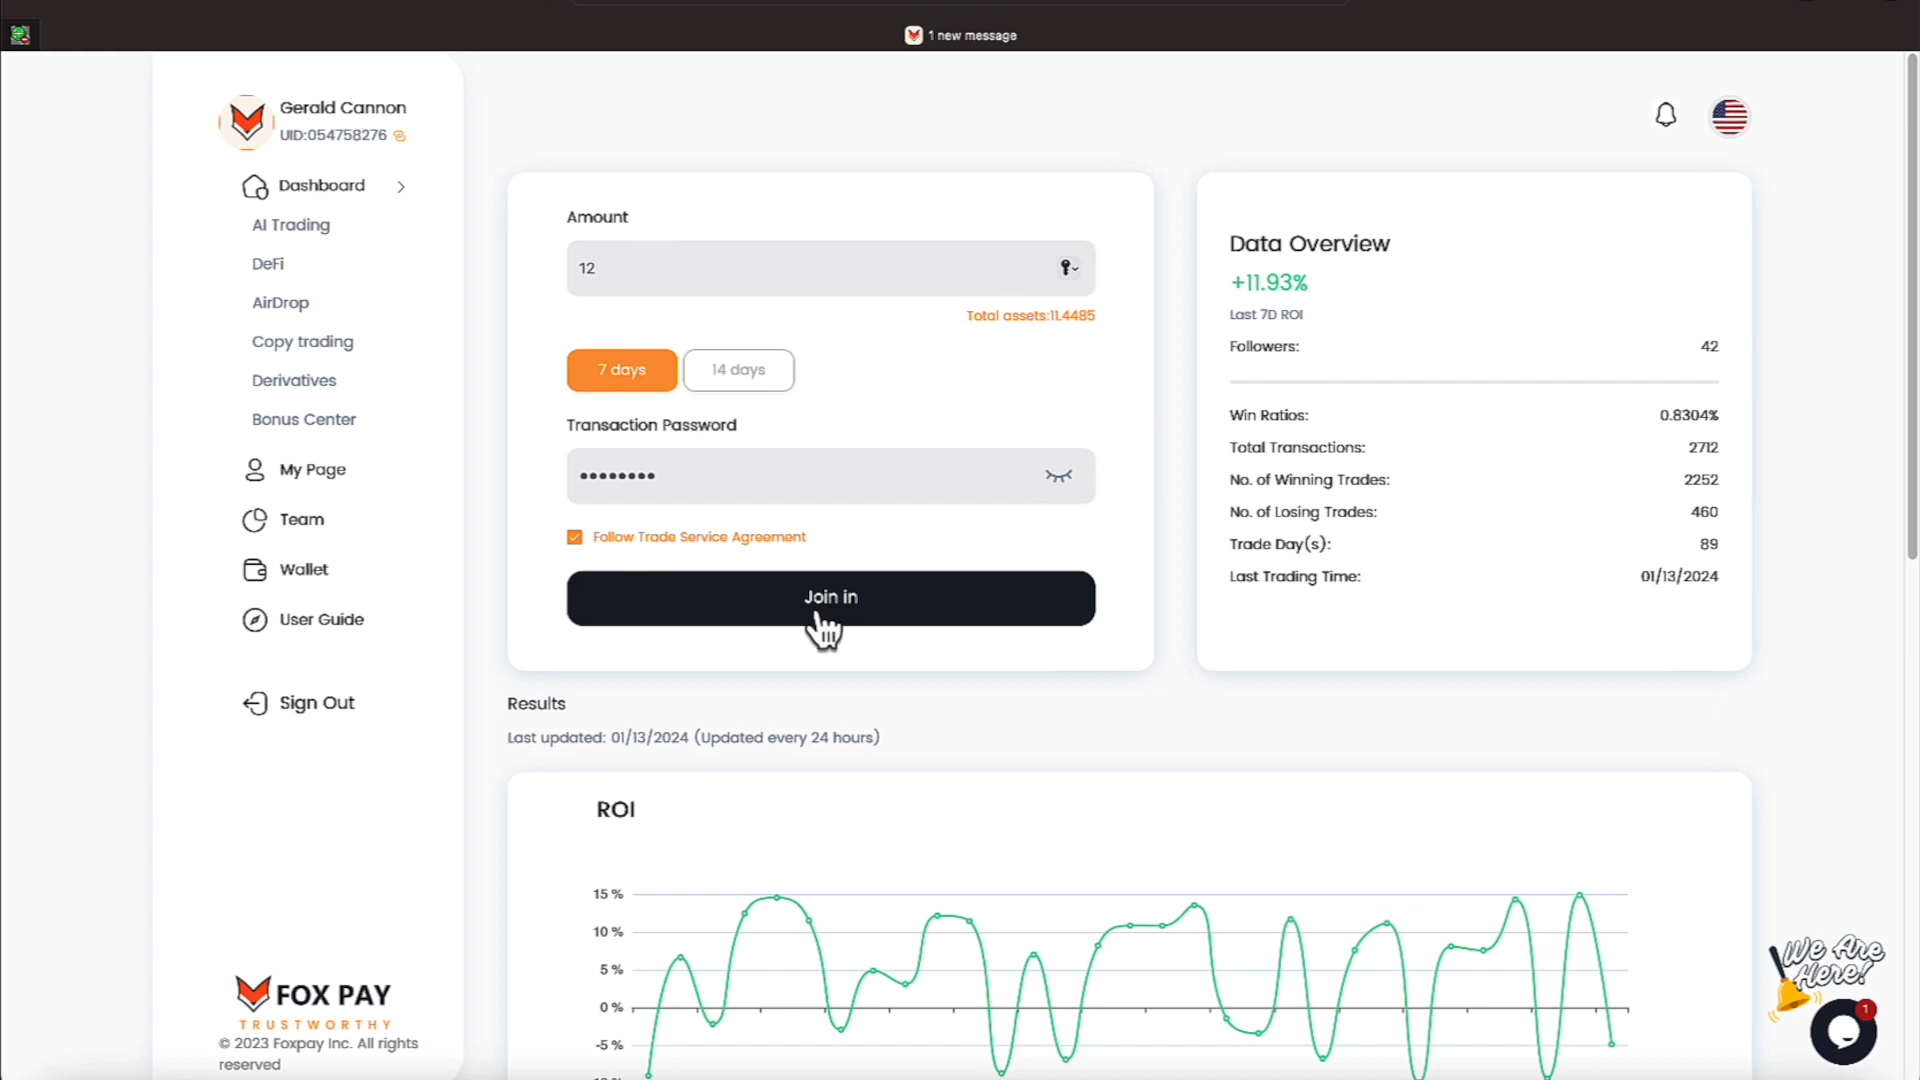 1 new message
Gerald Cannon
UID:054758276
Dashboard
AI Trading
DeFi
AirDrop
Copy trading
Derivatives
Bonus Center
My Page
Team
Wallet
User Guide
Sign Out
FOX PAY
TRUSTWORTHY
© 2023 Foxpay Inc. All rights
reserved
Amount
12
Total assets:11.4485
7 days
14 days
Transaction Password
••••••••
Follow Trade Service Agreement
Join in
Data Overview
+11.93%
Last 7D ROI
Followers: 42
Win Ratios: 0.8304%
Total Transactions: 2712
No. of Winning Trades: 2252
No. of Losing Trades: 460
Trade Day(s): 89
Last Trading Time: 01/13/2024
Results
Last updated: 01/13/2024 (Updated every 24 hours)
ROI
15 %
10 %
5 %
0 %
-5 %
We Are
Here!
1